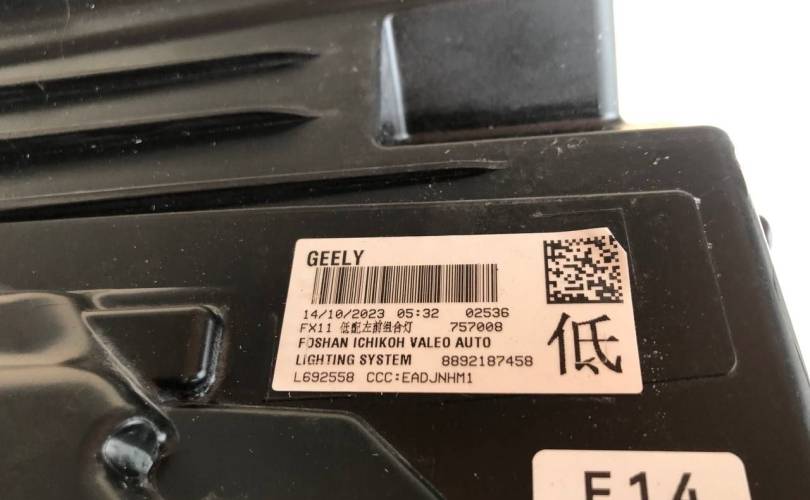 GEELY
14/10/2023 05:32 02536
FX11 低配左前组合灯 757008
FOSHAN ICHIKOH VALEO AUTO
LIGHTING SYSTEM 8892187458
L692558 CCC:EADJNHM1
低
E14